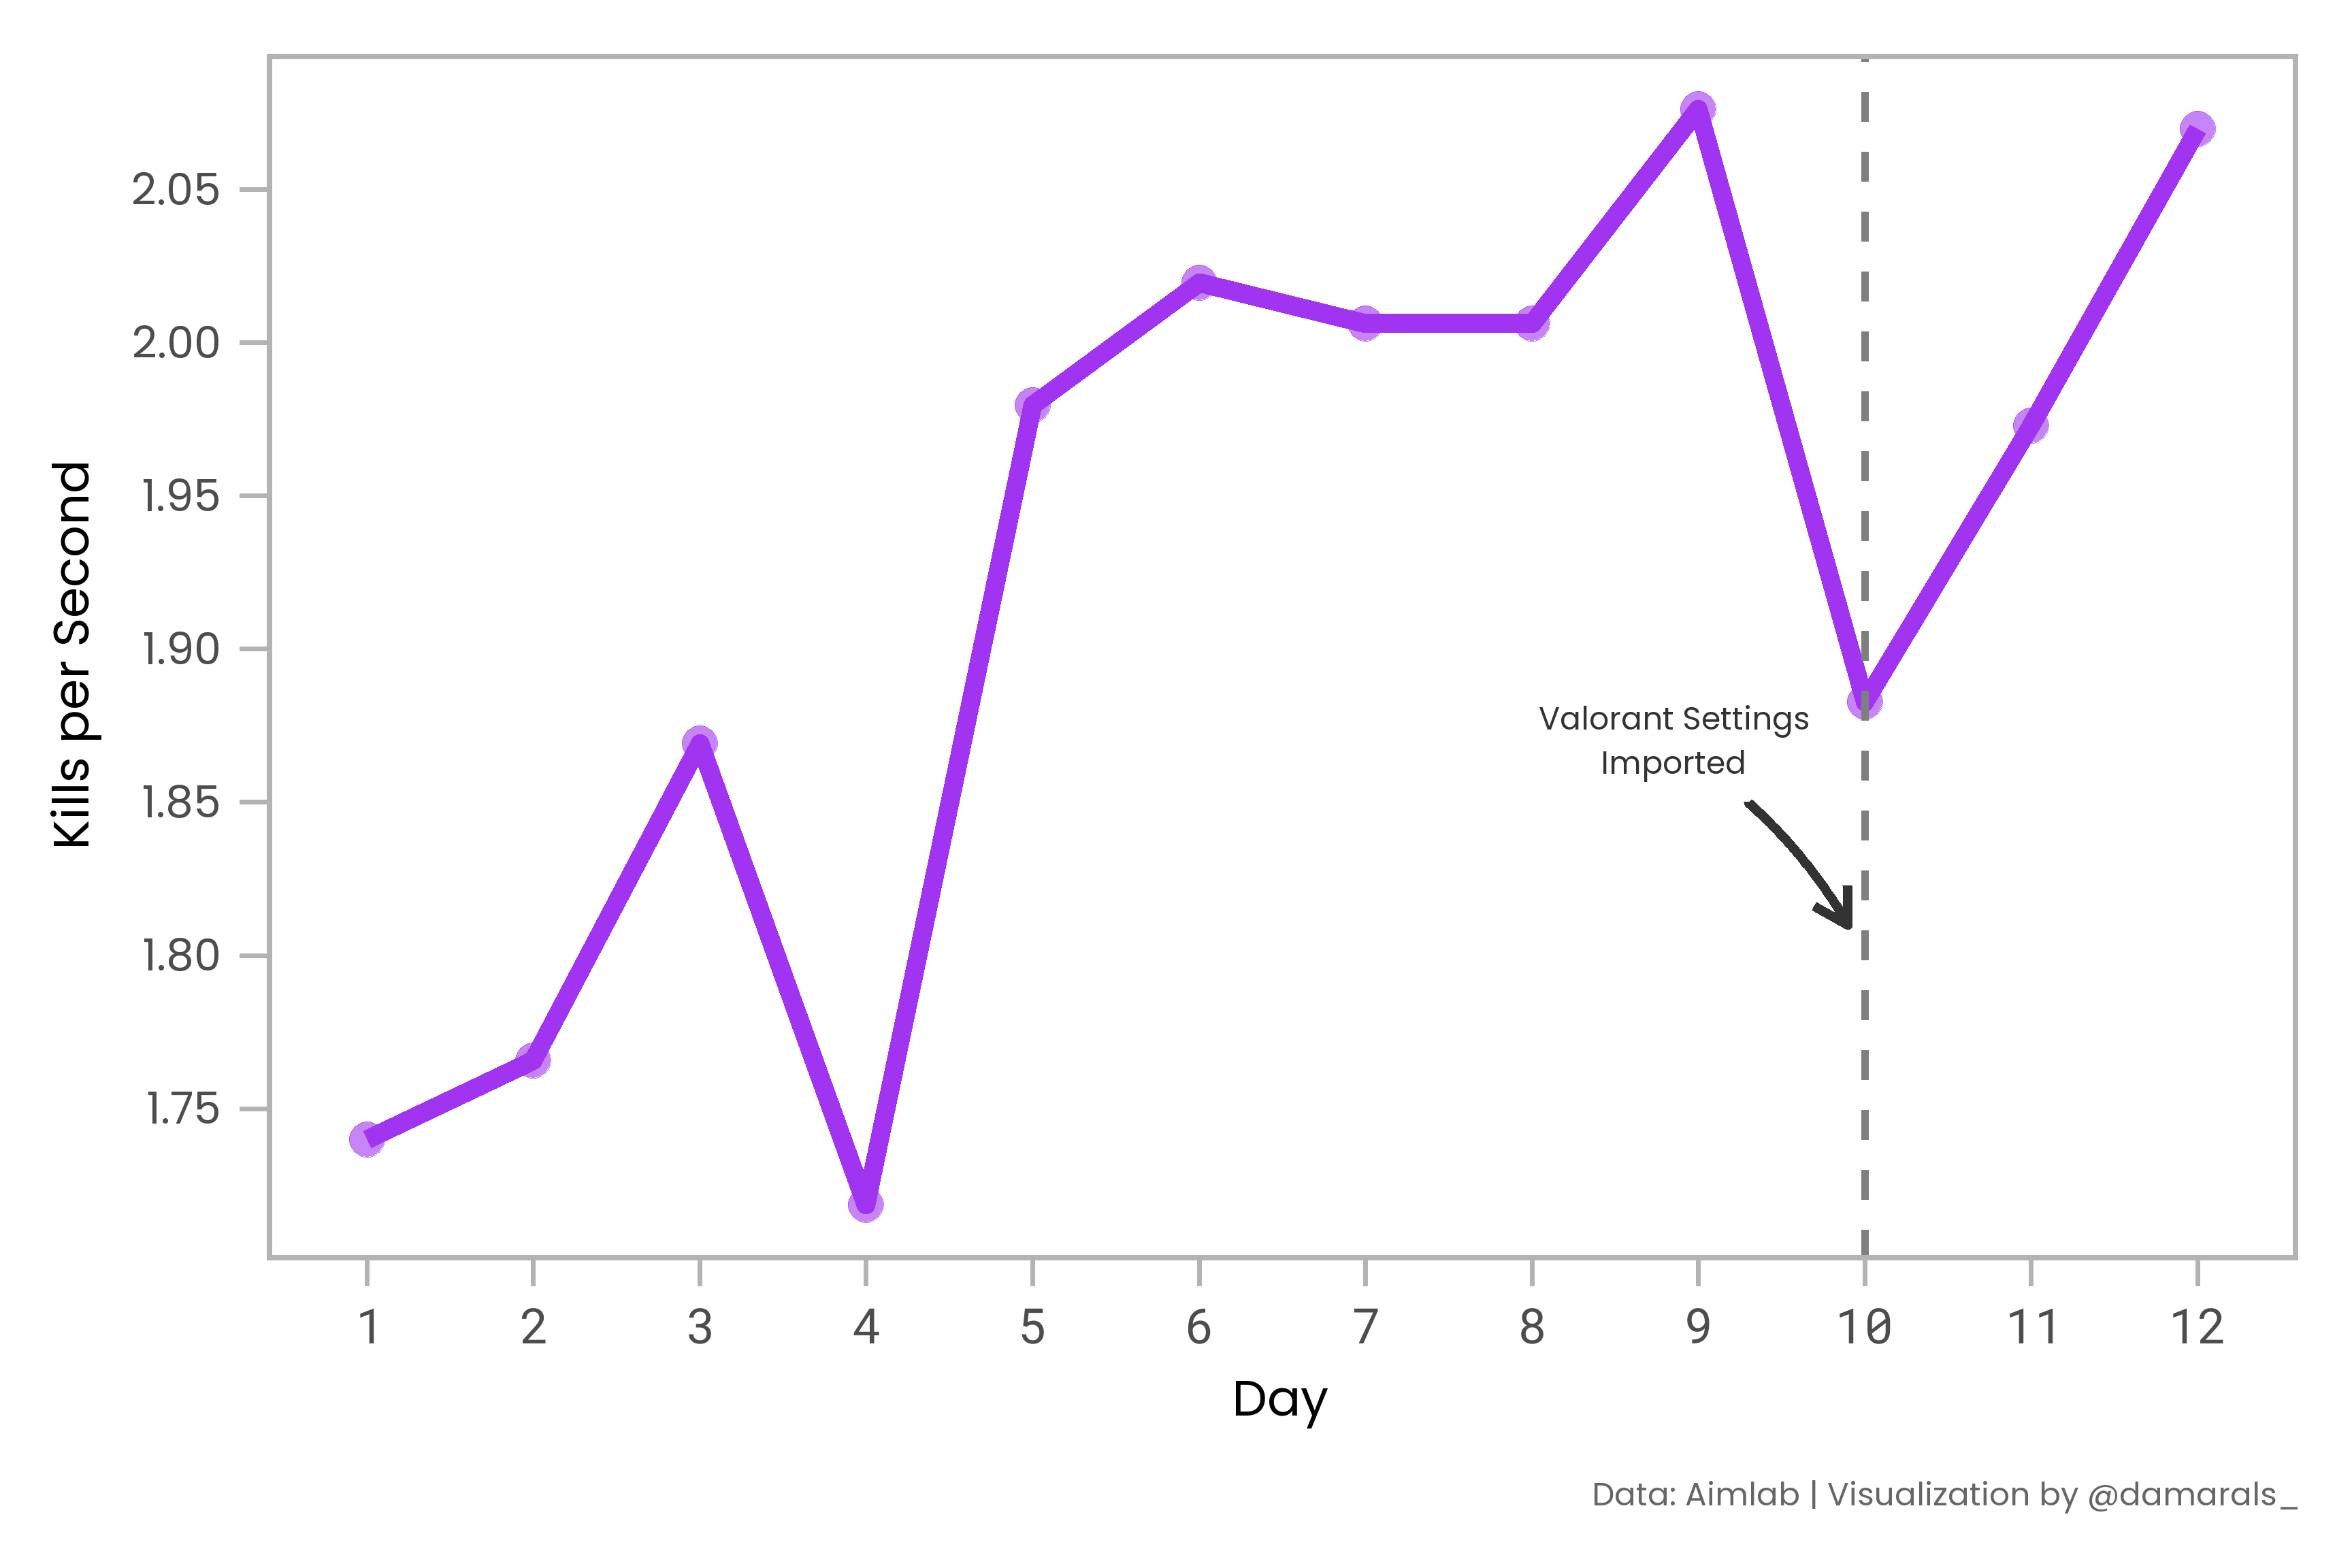 Kills per Second
2.05
2.00
1.95
1.90
1.85
1.80
1.75
Valorant Settings
Imported
1 2 3 4 5 6 7 8 9 10 11 12
Day
Data: Aimlab | Visualization by @damarals_